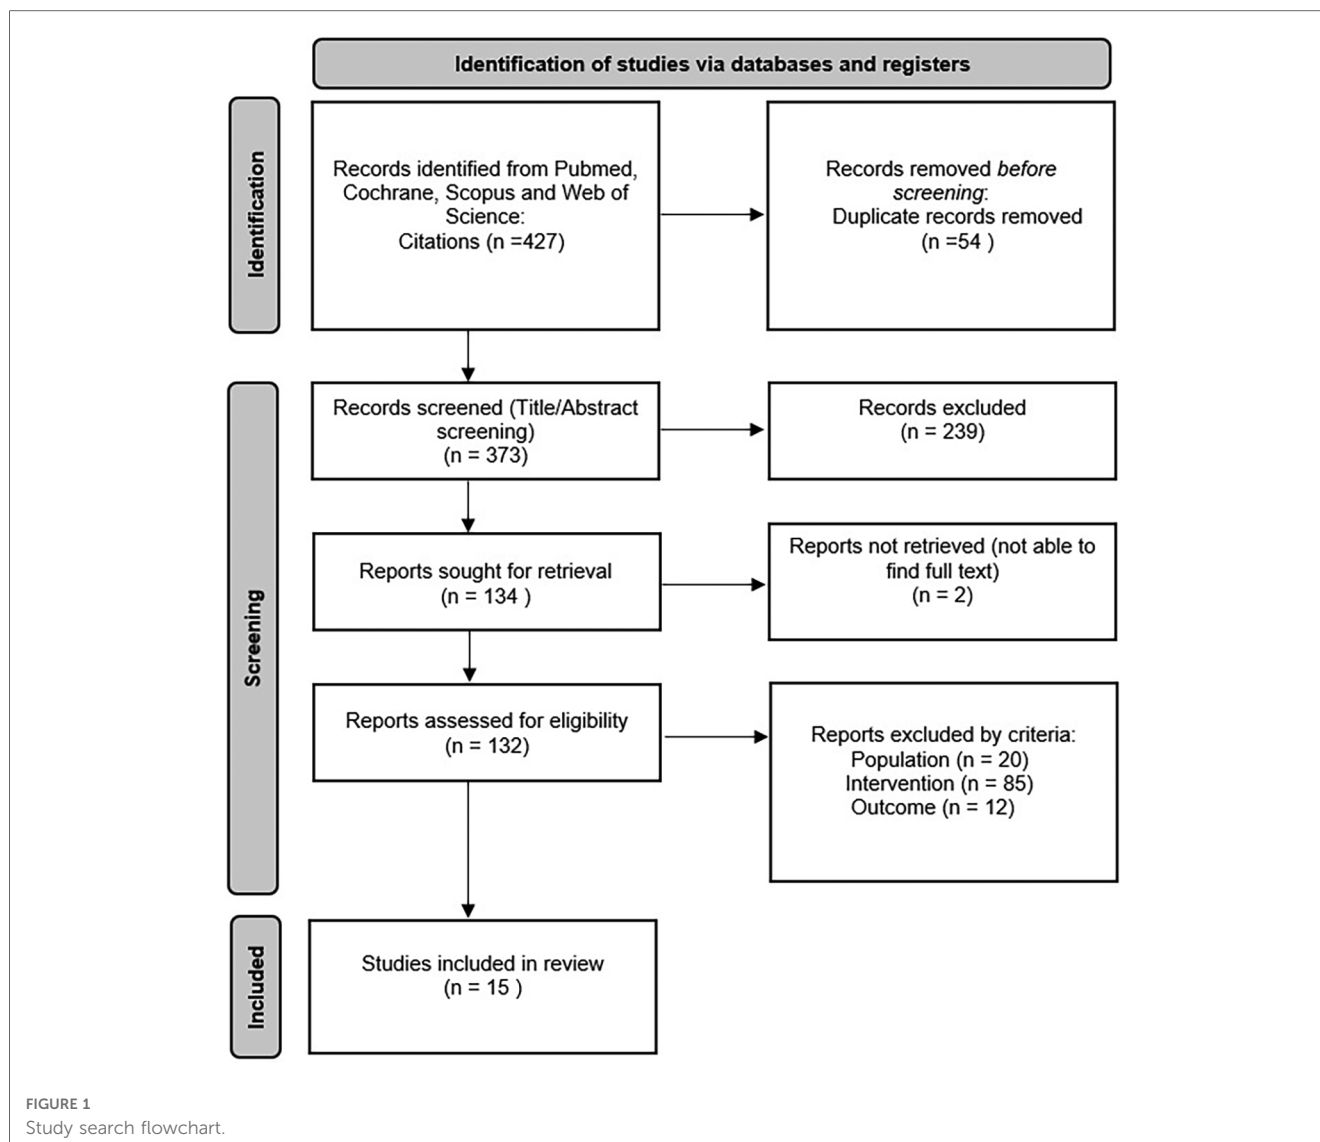 Identification of studies via databases and registers
Identification
Records identified from Pubmed,
Cochrane, Scopus and Web of
Science:
Citations (n =427)
Records removed before
screening:
Duplicate records removed
(n =54 )
Screening
Records screened (Title/Abstract
screening)
(n = 373)
Records excluded
(n = 239)
Reports sought for retrieval
(n = 134 )
Reports not retrieved (not able to
find full text)
(n = 2)
Reports assessed for eligibility
(n = 132)
Reports excluded by criteria:
Population (n = 20)
Intervention (n = 85)
Outcome (n = 12)
Included
Studies included in review
(n = 15 )
FIGURE 1
Study search flowchart.